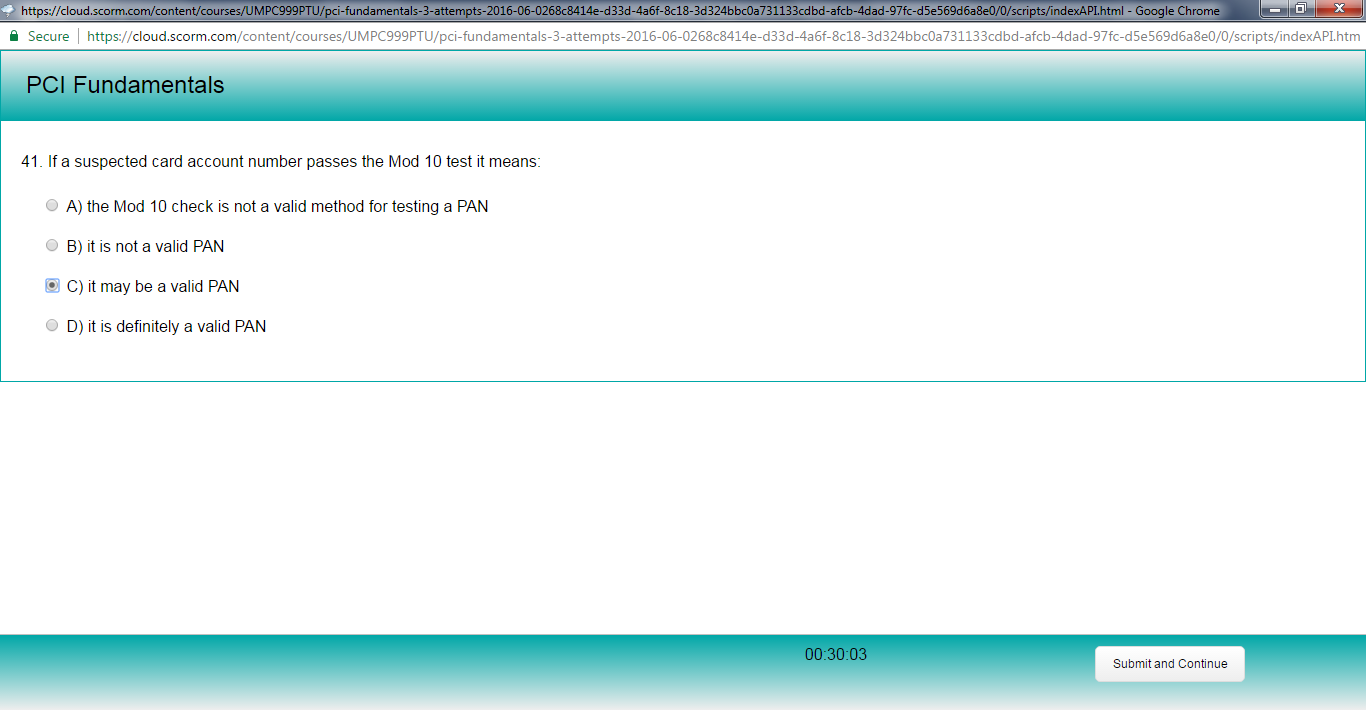 https://cloud.scorm.com/content/courses/UMPC999PTU/pci-fundamentals-3-attempts-2016-06-0268c8414e-d33d-4a6f-8c18-3d324bbc0a731133cdbd-afcb-4dad-97fc-d5e569d6a8e0/0/scripts/indexAPI.html - Google Chrome
Secure https://cloud.scorm.com/content/courses/UMPC999PTU/pci-fundamentals-3-attempts-2016-06-0268c8414e-d33d-4a6f-8c18-3d324bbc0a731133cdbd-afcb-4dad-97fc-d5e569d6a8e0/0/scripts/indexAPI.htm
PCI Fundamentals
41. If a suspected card account number passes the Mod 10 test it means:
A) the Mod 10 check is not a valid method for testing a PAN
B) it is not a valid PAN
C) it may be a valid PAN
D) it is definitely a valid PAN
00:30:03
Submit and Continue